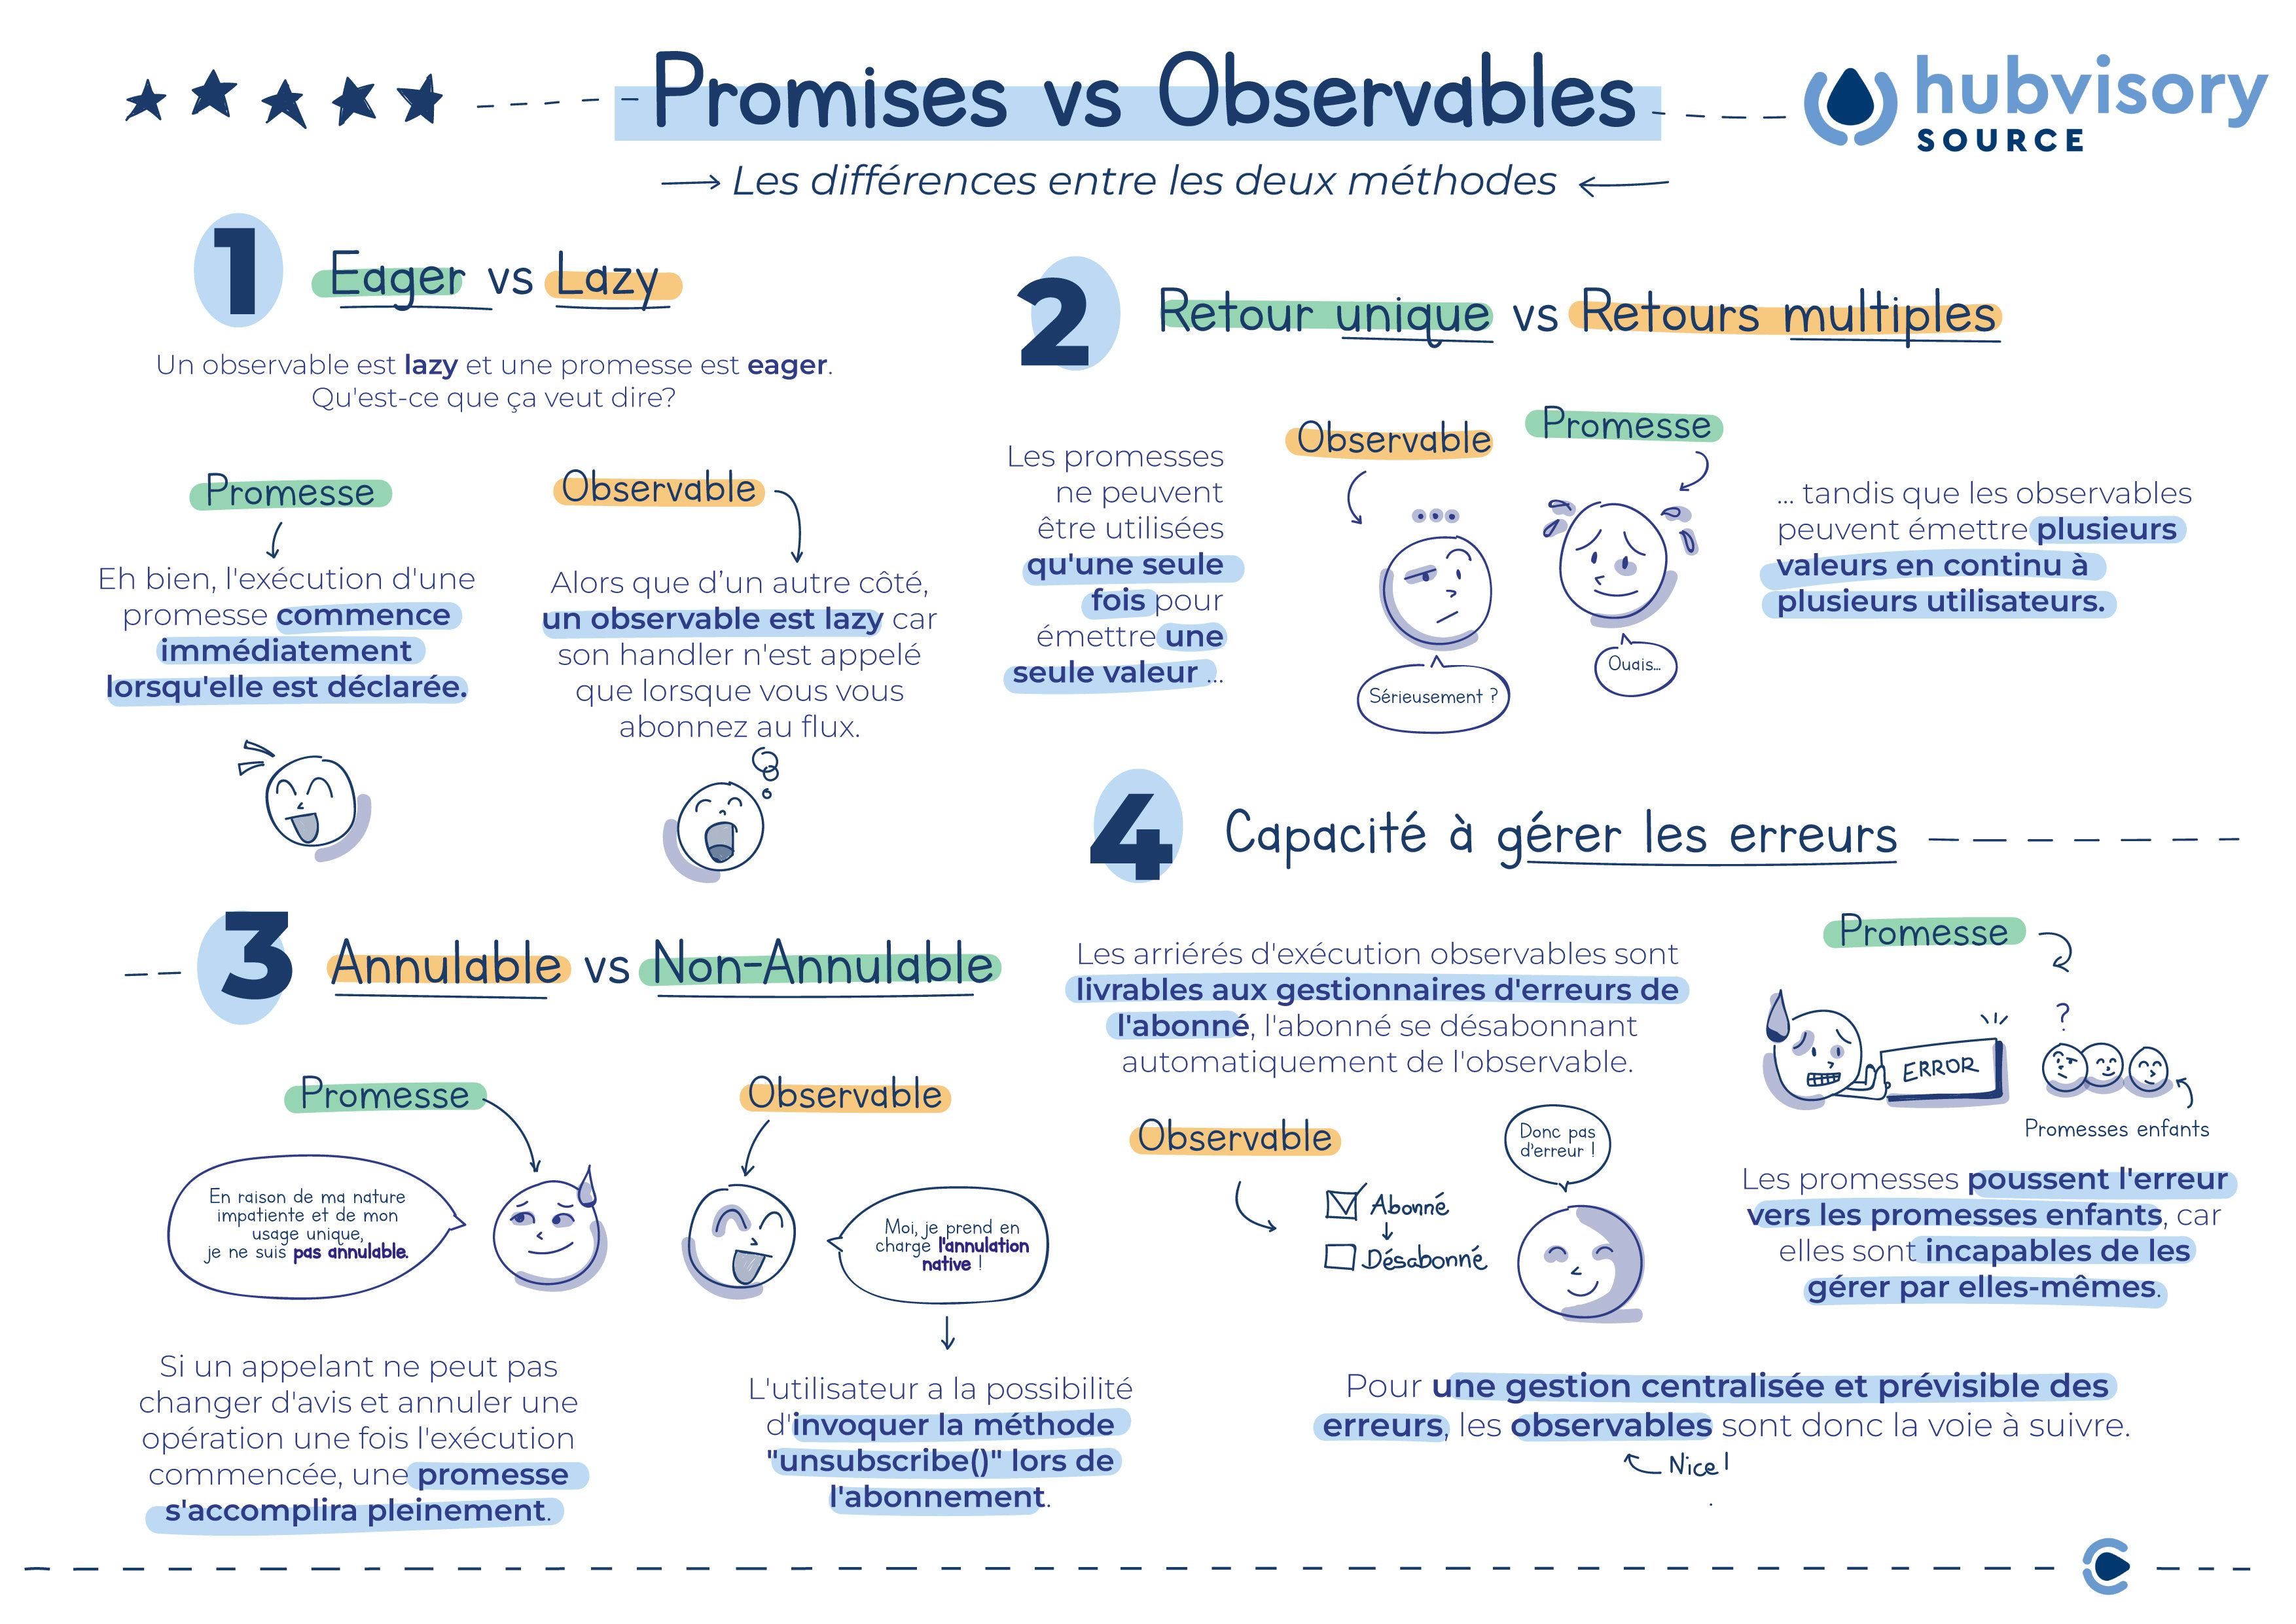 Promises vs Observables
hubvisory
SOURCE
Les différences entre les deux méthodes
1
Eager vs Lazy
Un observable est lazy et une promesse est eager.
Qu'est-ce que ça veut dire?
Promesse
Eh bien, l'exécution d'une
promesse commence
immédiatement
lorsqu'elle est déclarée.
Observable
Alors que d’un autre côté,
un observable est lazy car
son handler n'est appelé
que lorsque vous vous
abonnez au flux.
2
Retour unique vs Retours multiples
Les promesses
ne peuvent
être utilisées
qu'une seule
fois pour
émettre une
seule valeur ...
Observable
Sérieusement ?
Promesse
Ouais...
... tandis que les observables
peuvent émettre plusieurs
valeurs en continu à
plusieurs utilisateurs.
3
Annulable vs Non-Annulable
Promesse
En raison de ma nature
impatiente et de mon
usage unique,
je ne suis pas annulable.
Si un appelant ne peut pas
changer d'avis et annuler une
opération une fois l'exécution
commencée, une promesse
s'accomplira pleinement.
Observable
Moi, je prend en
charge l'annulation
native !
L'utilisateur a la possibilité
d'invoquer la méthode
"unsubscribe()" lors de
l'abonnement.
4
Capacité à gérer les erreurs
Les arriérés d'exécution observables sont
livrables aux gestionnaires d'erreurs de
l'abonné, l'abonné se désabonnant
automatiquement de l'observable.
Observable
Abonné
Désabonné
Donc pas
d'erreur !
Promesse
ERROR
?
Promesses enfants
Les promesses poussent l'erreur
vers les promesses enfants, car
elles sont incapables de les
gérer par elles-mêmes.
Pour une gestion centralisée et prévisible des
erreurs, les observables sont donc la voie à suivre.
Nice !